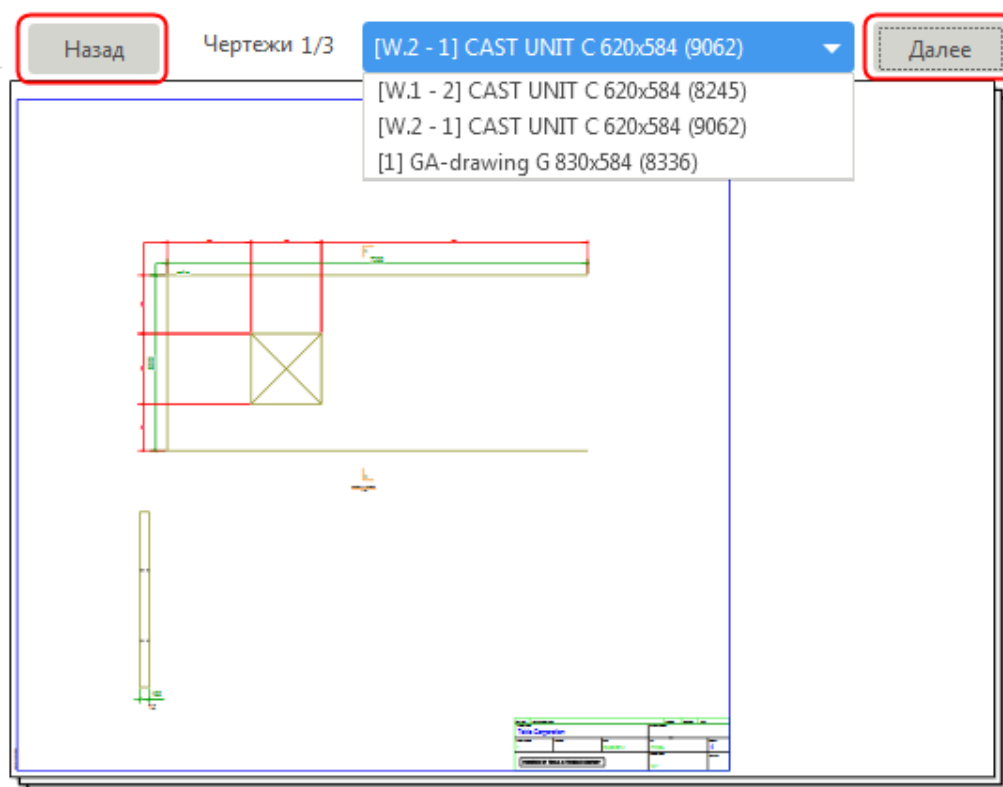 Назад
Чертежи 1/3
[W.2 - 1] CAST UNIT C 620x584 (9062)
Далее
[W.1 - 2] CAST UNIT C 620x584 (8245)
[W.2 - 1] CAST UNIT C 620x584 (9062)
[1] GA-drawing G 830x584 (8336)
Tekla Corporation